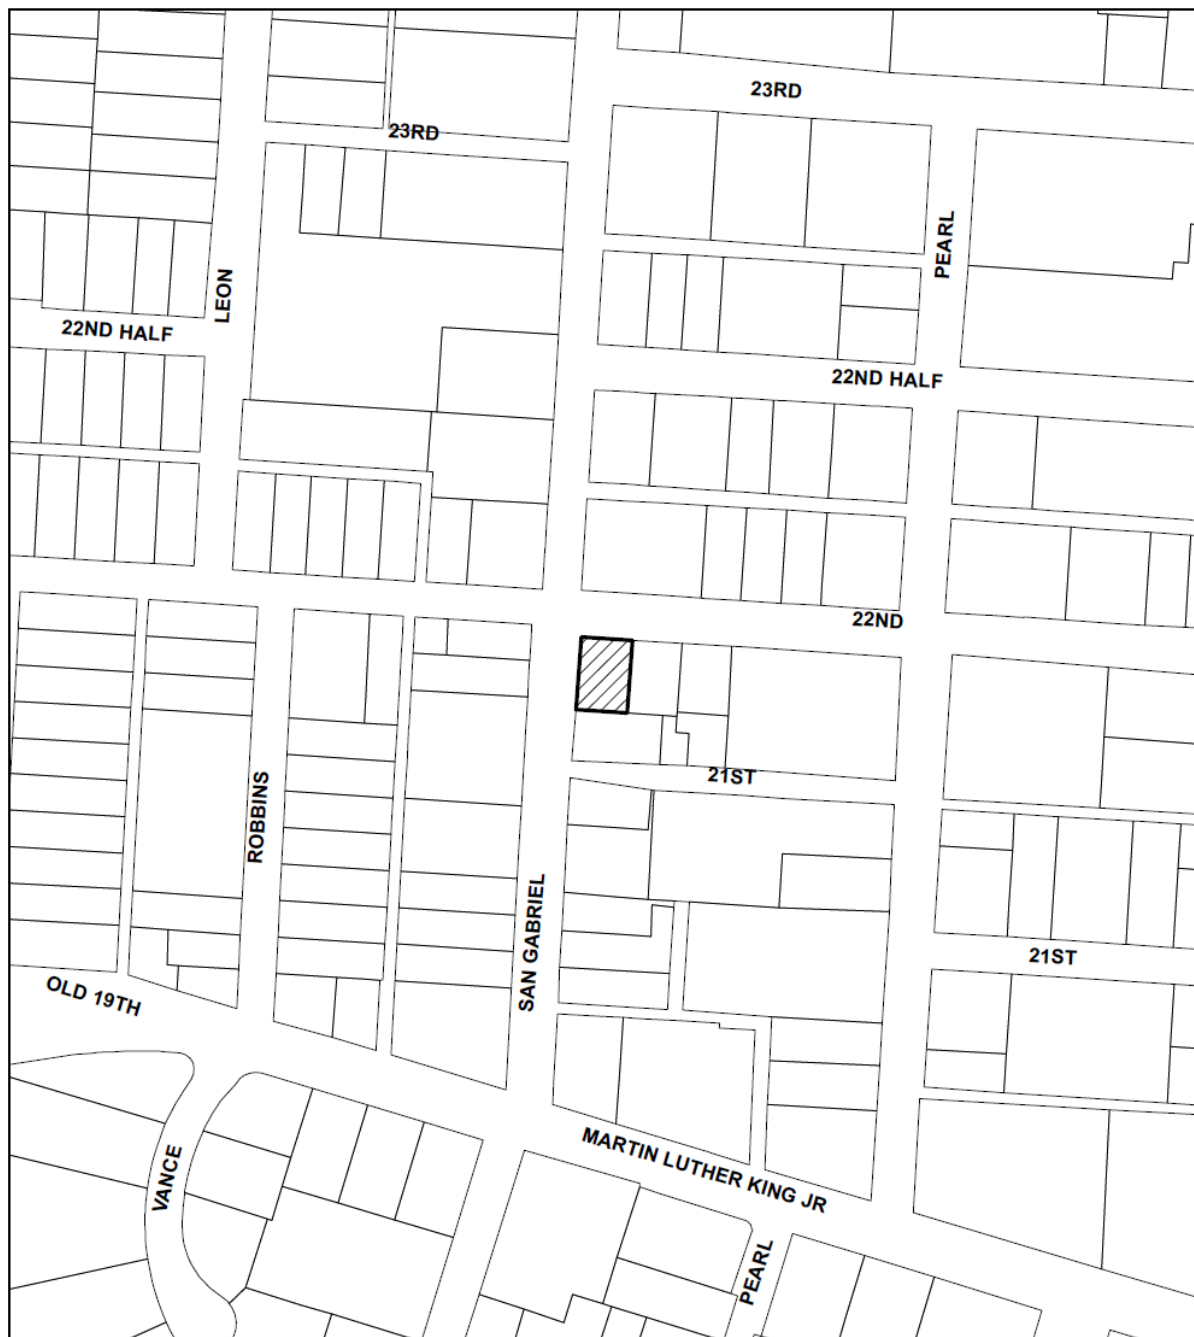 23RD
23RD
PEARL
LEON
22ND HALF
22ND HALF
22ND
21ST
ROBBINS
SAN GABRIEL
21ST
OLD 19TH
MARTIN LUTHER KING JR
VANCE
PEARL